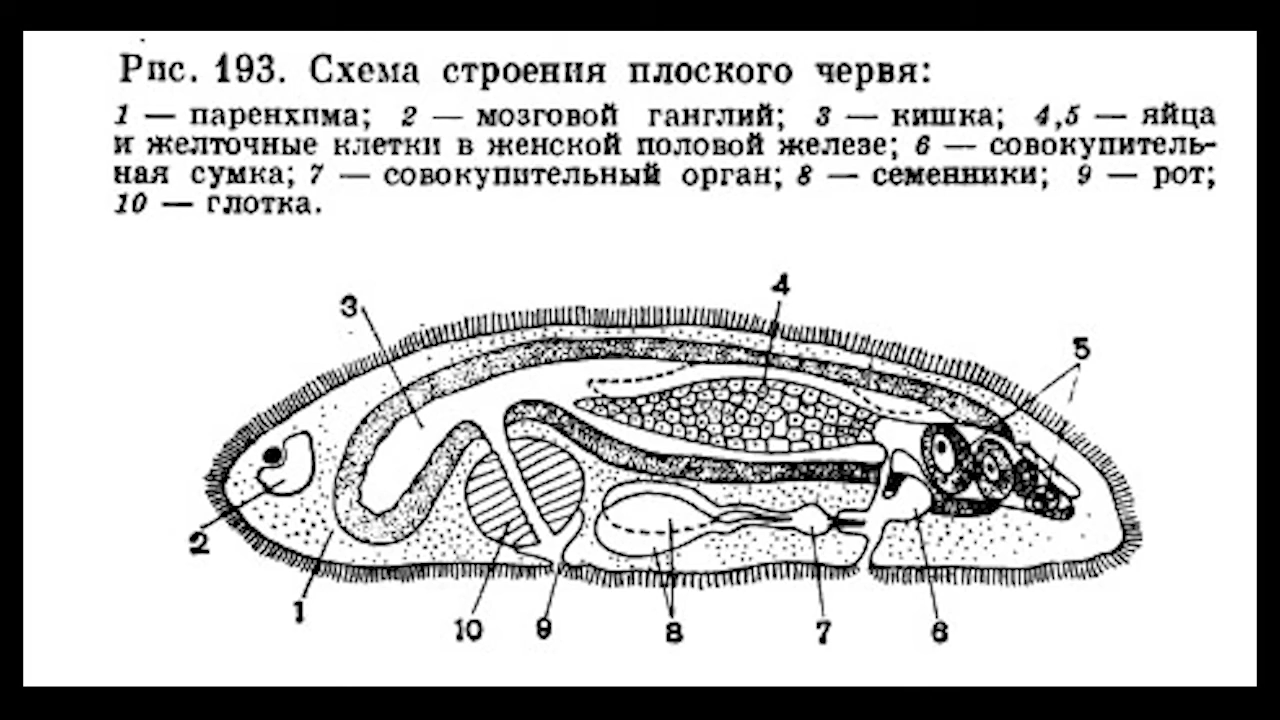 Рис. 193. Схема строения плоского червя:
1 — паренхима; 2 — мозговой ганглий; 3 — кишка; 4,5 — яйца
и желточные клетки в женской половой железе; 6 — совокупитель-
ная сумка; 7 — совокупительный орган; 8 — семенники; 9 — рот;
10 — глотка.
4
3
5
2
1
10 9 8 7 6